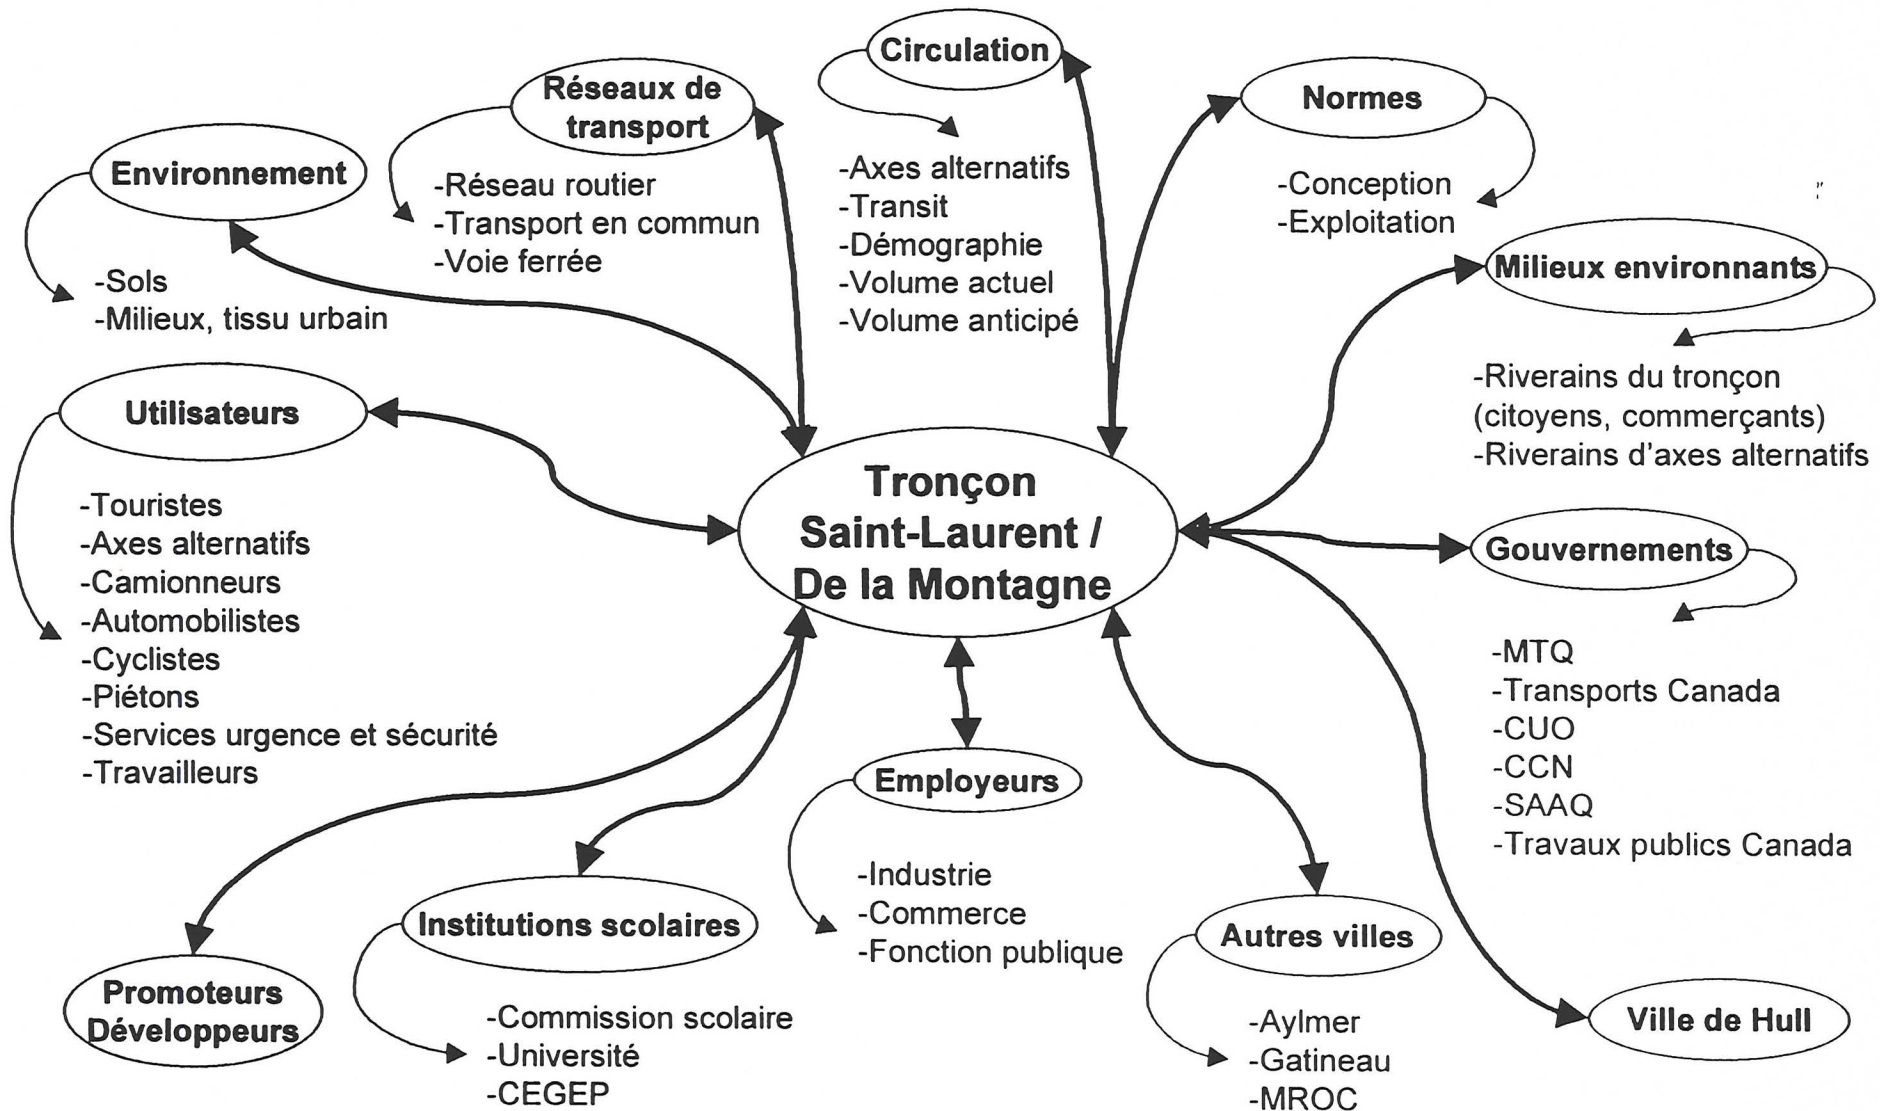 Circulation
-Axes alternatifs
-Transit
-Démographie
-Volume actuel
-Volume anticipé
Réseaux de
transport
-Réseau routier
-Transport en commun
-Voie ferrée
Normes
-Conception
-Exploitation
Environnement
-Sols
-Milieux, tissu urbain
Milieux environnants
-Riverains du tronçon
(citoyens, commerçants)
-Riverains d'axes alternatifs
Utilisateurs
-Touristes
-Axes alternatifs
-Camionneurs
-Automobilistes
-Cyclistes
-Piétons
-Services urgence et sécurité
-Travailleurs
Tronçon
Saint-Laurent /
De la Montagne
Gouvernements
-MTQ
-Transports Canada
-CUO
-CCN
-SAAQ
-Travaux publics Canada
Employeurs
-Industrie
-Commerce
-Fonction publique
Institutions scolaires
-Commission scolaire
-Université
-CEGEP
Autres villes
-Aylmer
-Gatineau
-MROC
Promoteurs
Développeurs
Ville de Hull